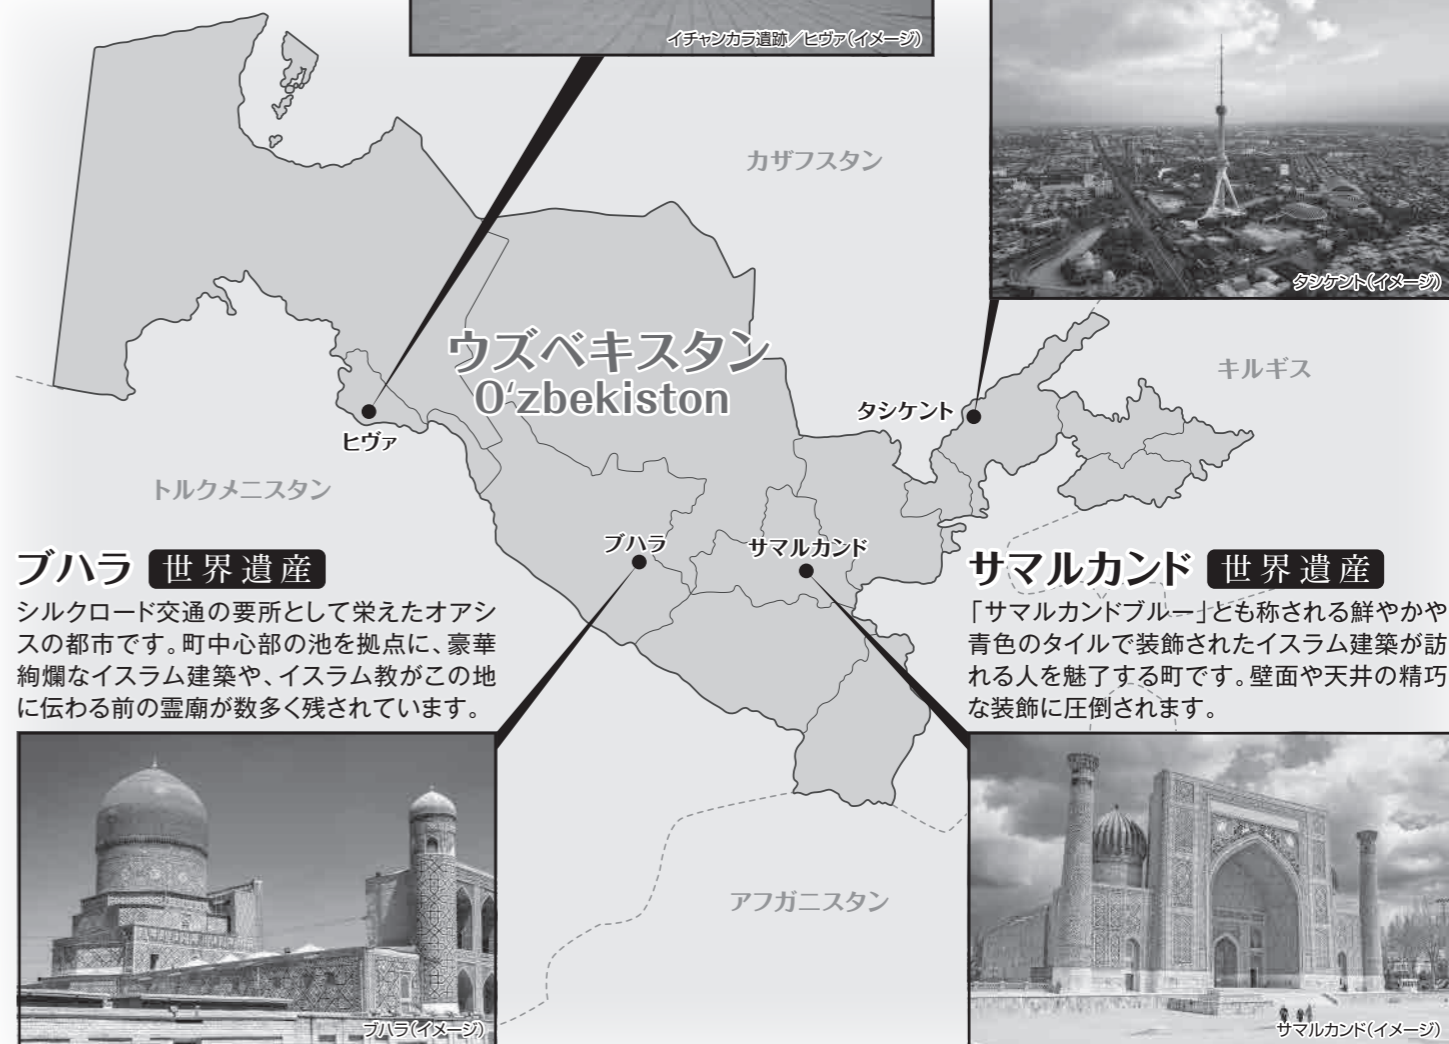 イチャンカラ遺跡/ヒヴァ(イメージ)
カザフスタン
タシケント(イメージ)
ウズベキスタン
O'zbekiston
キルギス
タシケント
ヒヴァ
トルクメニスタン
ブハラ
サマルカンド
ブハラ 世界遺産
シルクロード交通の要所として栄えたオアシ
スの都市です。町中心部の池を拠点に、豪華
絢爛なイスラム建築や、イスラム教がこの地
に伝わる前の霊廟が数多く残されています。
サマルカンド 世界遺産
「サマルカンドブルー」とも称される鮮やかや
青色のタイルで装飾されたイスラム建築が訪
れる人を魅了する町です。壁面や天井の精巧
な装飾に圧倒されます。
アフガニスタン
ブハラ(イメージ)
サマルカンド(イメージ)